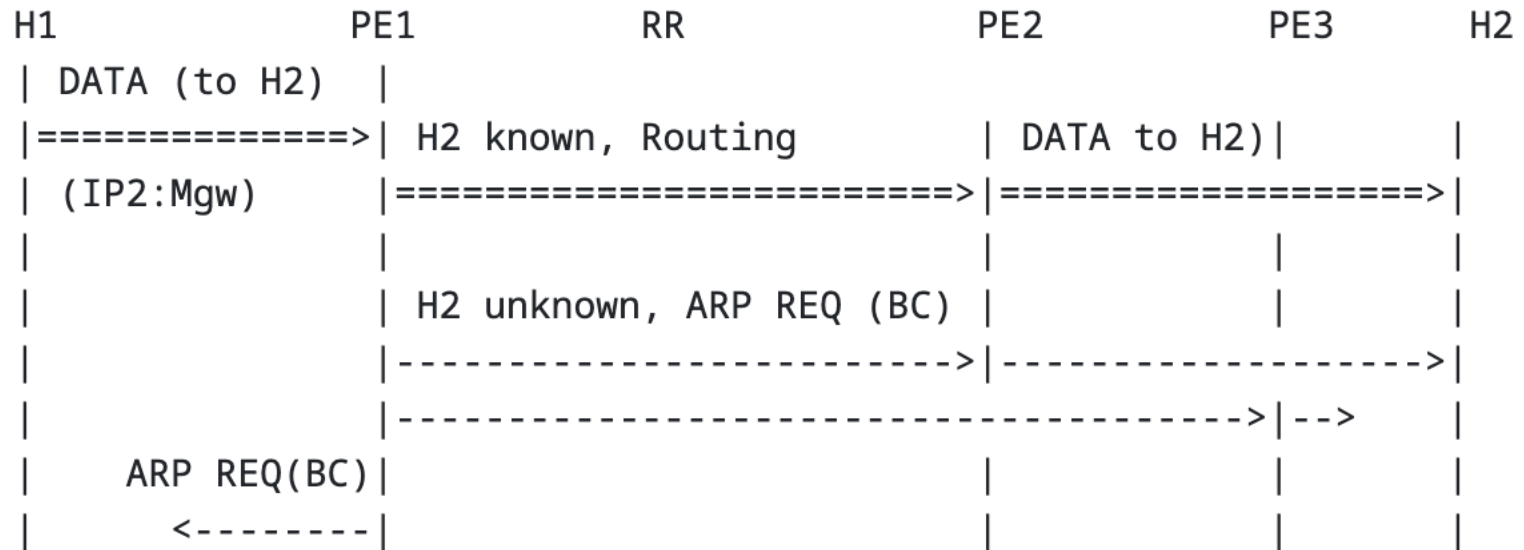 H1 PE1 RR PE2 PE3 H2
| DATA (to H2) |
|==============>| H2 known, Routing | DATA to H2)| |
| (IP2:Mgw) |=========================>|===================>|
| | | | |
| | H2 unknown, ARP REQ (BC) | | |
| |------------------------->|------------------->|
| |-------------------------------------->|--> |
| ARP REQ(BC)| | | |
| <--------| | | |